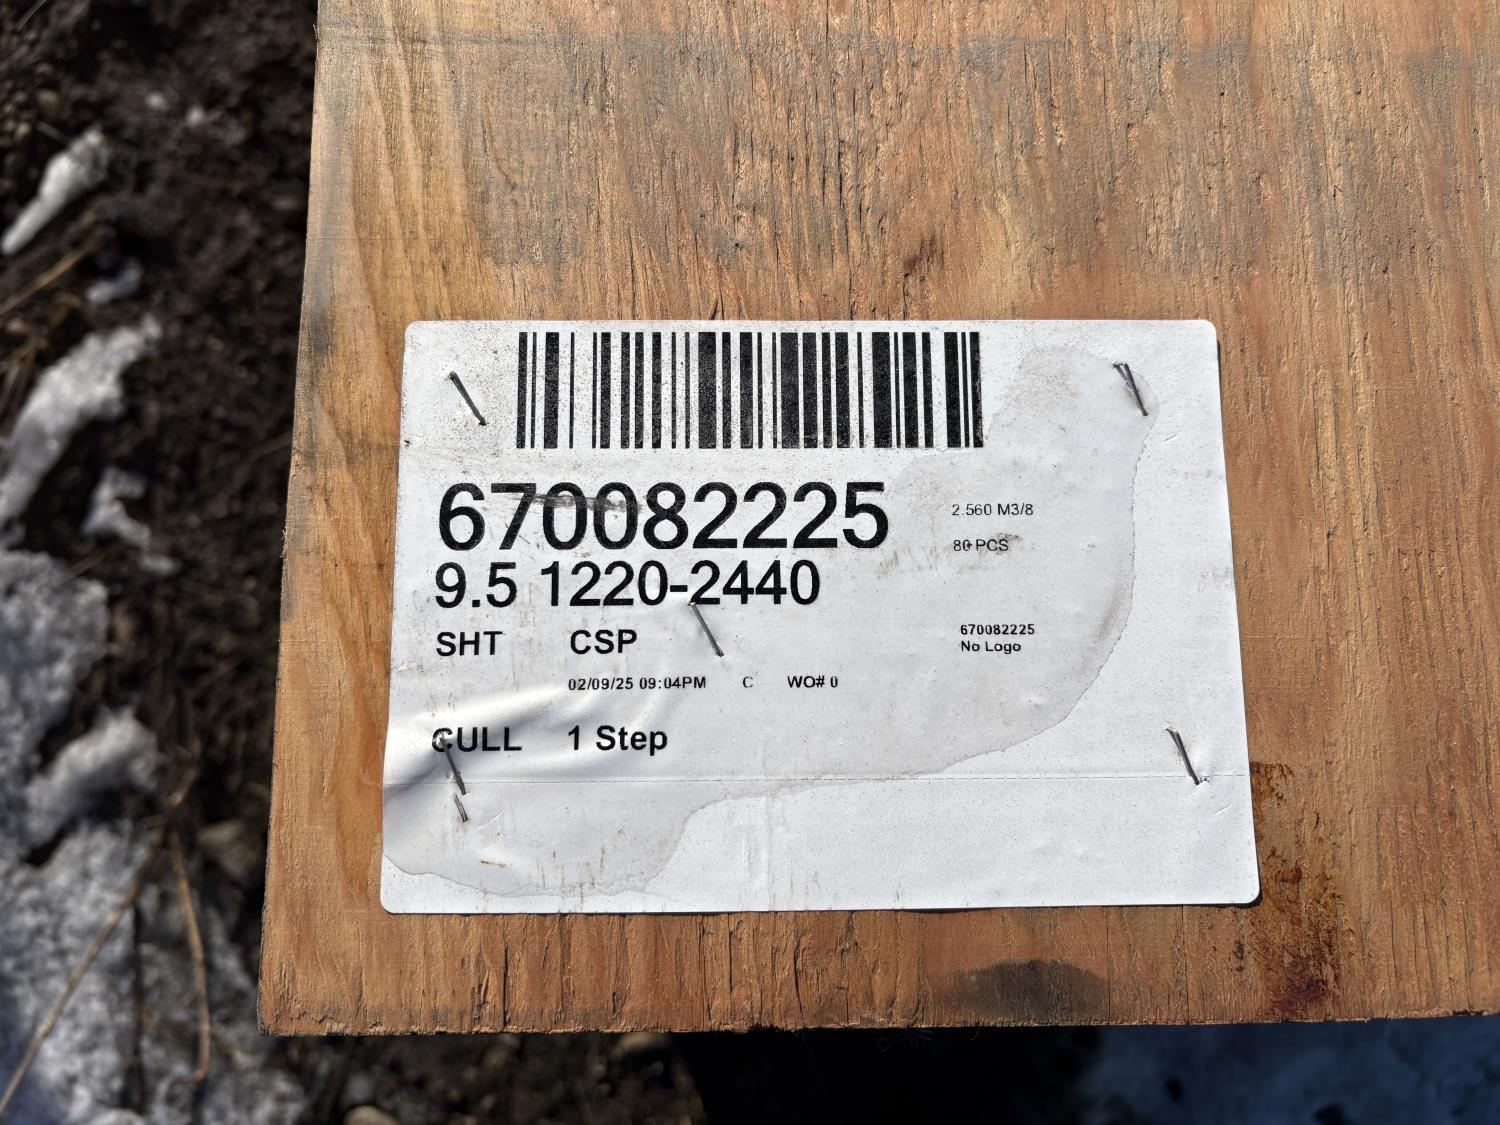 670082225
2.560 M3/8
80 PCS
9.5 1220-2440
SHT CSP
670082225
No Logo
02/09/25 09:04PM C WO# 0
CULL 1 Step